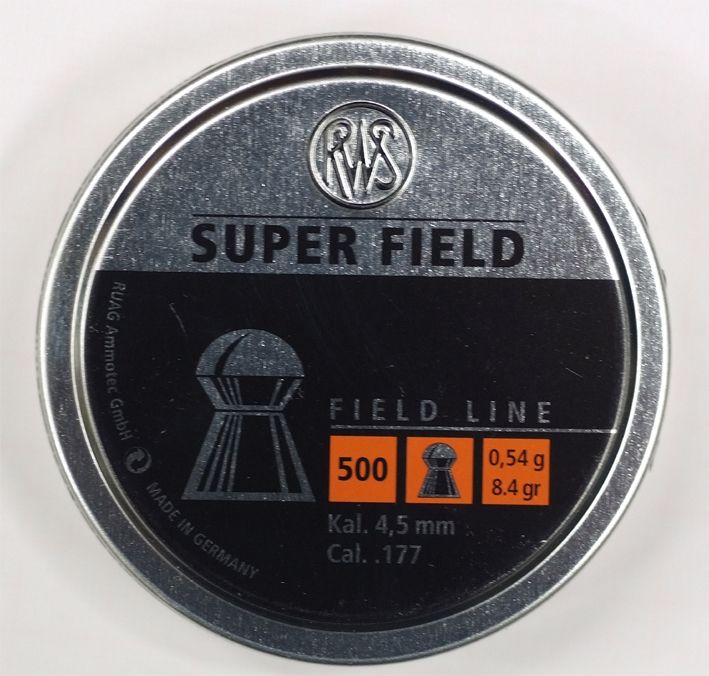 RWS
SUPER FIELD
FIELD LINE
500
0,54 g
8.4 gr
Kal. 4,5 mm
Cal. .177
RUAG Ammotec GmbH
MADE IN GERMANY